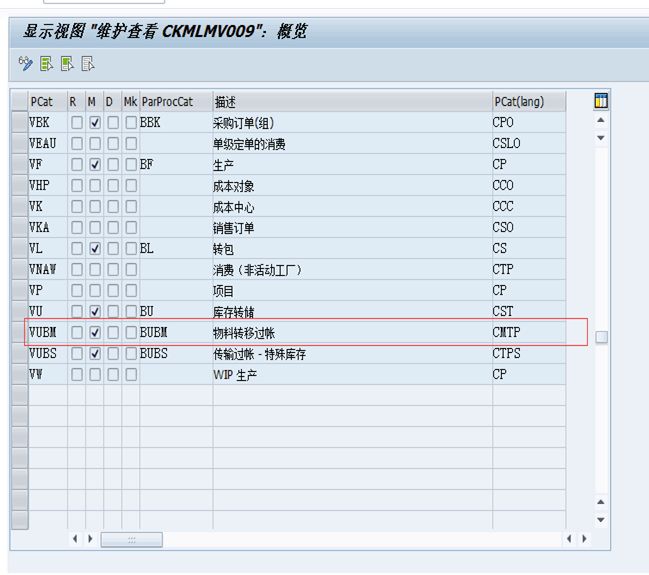 显示视图 "维护查看 CKMLMV009": 概览
PCat R M D Mk ParProcCat 描述 PCat(lang)
VBK BBK 采购订单(组) CPO
VEAU 单级定单的消费 CSLO
VF BF 生产 CP
VHP 成本对象 CCO
VK 成本中心 CCC
VKA 销售订单 CSO
VL BL 转包 CS
VNAW 消费 (非活动工厂) CTP
VP 项目 CP
VU BU 库存转储 CST
VUBM BUBM 物料转移过帐 CMTP
VUBS BUBS 传输过帐 - 特殊库存 CTPS
VW WIP 生产 CP